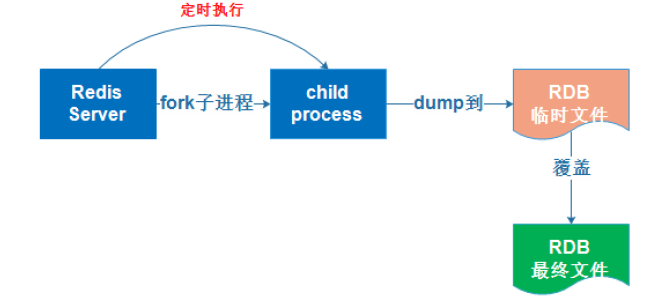 定时执行
Redis
Server
fork子进程
child
process
dump到
RDB
临时文件
覆盖
RDB
最终文件